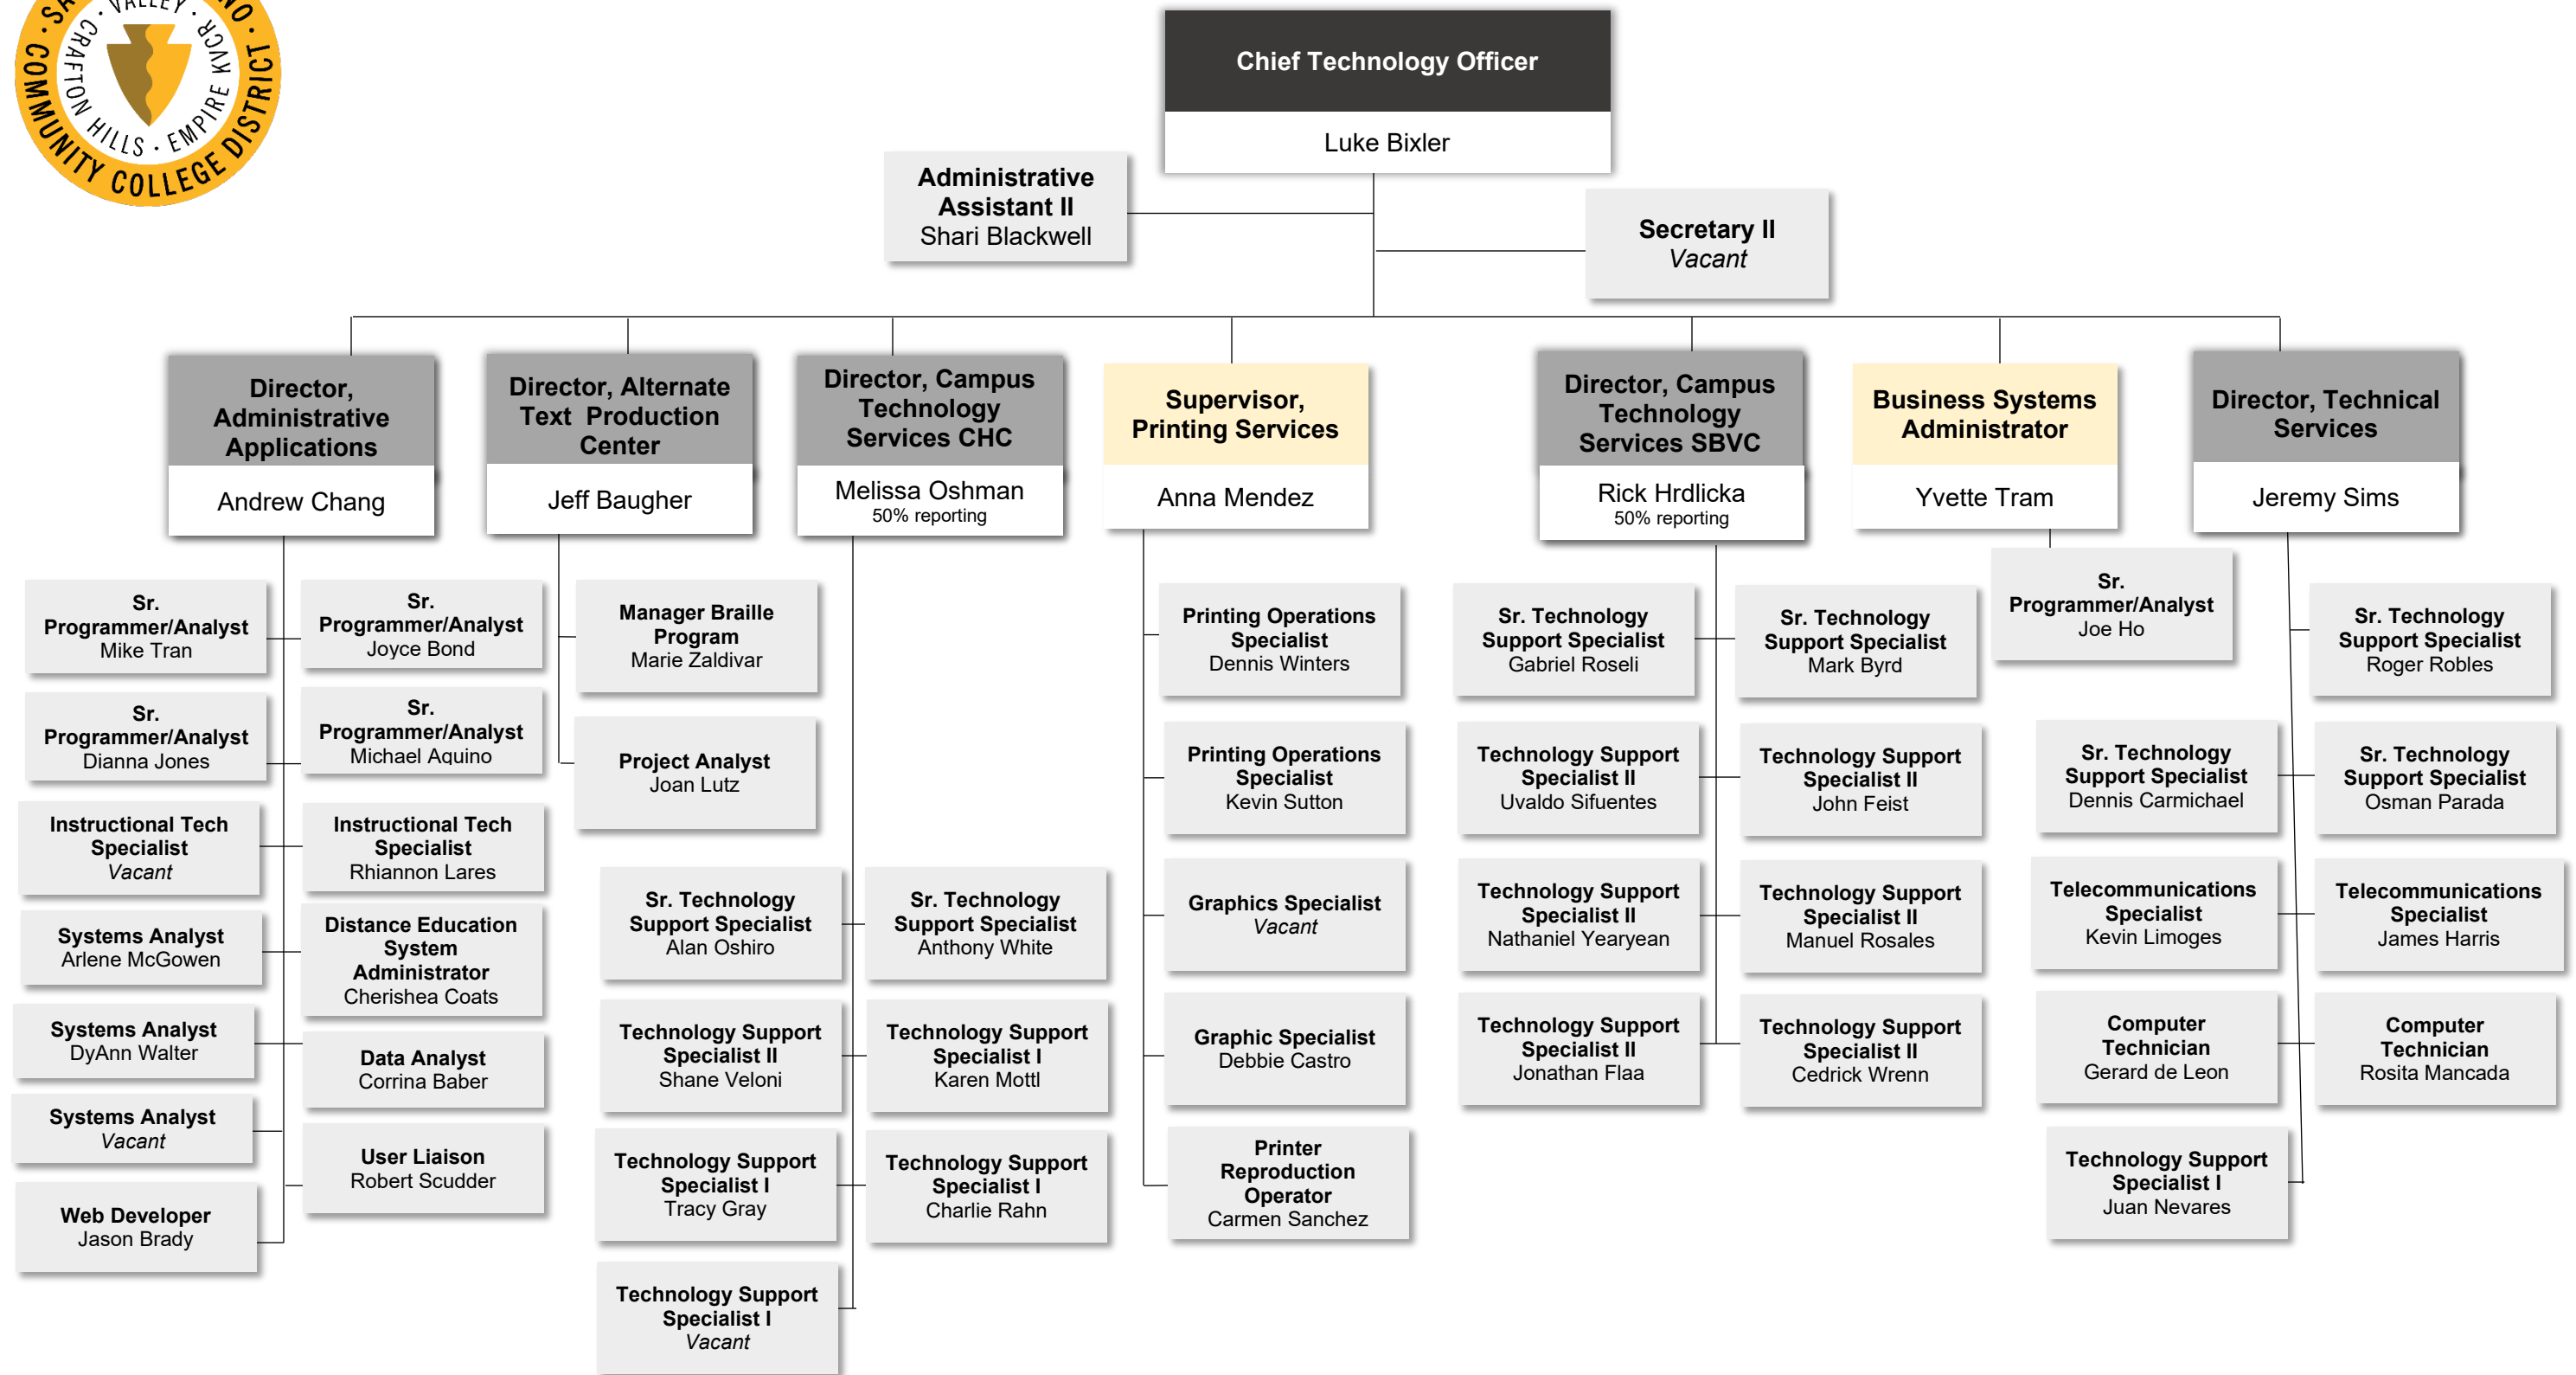 VALLEY · KVCR
CRAFTON HILLS · EMPIRE
COMMUNITY COLLEGE DISTRICT
Chief Technology Officer
Luke Bixler
Administrative
Assistant II
Shari Blackwell
Secretary II
Vacant
Director,
Administrative
Applications
Andrew Chang
Director, Alternate
Text Production
Center
Jeff Baugher
Director, Campus
Technology
Services CHC
Melissa Oshman
50% reporting
Supervisor,
Printing Services
Anna Mendez
Director, Campus
Technology
Services SBVC
Rick Hrdlicka
50% reporting
Business Systems
Administrator
Yvette Tram
Director, Technical
Services
Jeremy Sims
Sr.
Programmer/Analyst
Mike Tran
Sr.
Programmer/Analyst
Joyce Bond
Sr.
Programmer/Analyst
Dianna Jones
Sr.
Programmer/Analyst
Michael Aquino
Instructional Tech
Specialist
Vacant
Instructional Tech
Specialist
Rhiannon Lares
Systems Analyst
Arlene McGowen
Distance Education
System
Administrator
Cherishea Coats
Systems Analyst
DyAnn Walter
Data Analyst
Corrina Baber
Systems Analyst
Vacant
User Liaison
Robert Scudder
Web Developer
Jason Brady
Manager Braille
Program
Marie Zaldivar
Project Analyst
Joan Lutz
Sr. Technology
Support Specialist
Alan Oshiro
Sr. Technology
Support Specialist
Anthony White
Technology Support
Specialist II
Shane Veloni
Technology Support
Specialist I
Karen Mottl
Technology Support
Specialist I
Tracy Gray
Technology Support
Specialist I
Charlie Rahn
Technology Support
Specialist I
Vacant
Printing Operations
Specialist
Dennis Winters
Printing Operations
Specialist
Kevin Sutton
Graphics Specialist
Vacant
Graphic Specialist
Debbie Castro
Printer
Reproduction
Operator
Carmen Sanchez
Sr. Technology
Support Specialist
Gabriel Roseli
Sr. Technology
Support Specialist
Mark Byrd
Technology Support
Specialist II
Uvaldo Sifuentes
Technology Support
Specialist II
John Feist
Technology Support
Specialist II
Nathaniel Yearyean
Technology Support
Specialist II
Manuel Rosales
Technology Support
Specialist II
Jonathan Flaa
Technology Support
Specialist II
Cedrick Wrenn
Sr.
Programmer/Analyst
Joe Ho
Sr. Technology
Support Specialist
Roger Robles
Sr. Technology
Support Specialist
Dennis Carmichael
Sr. Technology
Support Specialist
Osman Parada
Telecommunications
Specialist
Kevin Limoges
Telecommunications
Specialist
James Harris
Computer
Technician
Gerard de Leon
Computer
Technician
Rosita Mancada
Technology Support
Specialist I
Juan Nevares